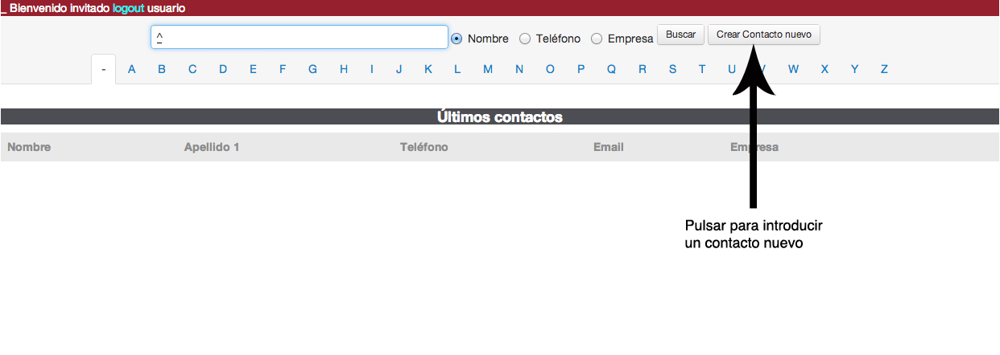 _ Bienvenido invitado logout usuario
^ Nombre Teléfono Empresa Buscar Crear Contacto nuevo
- A B C D E F G H I J K L M N O P Q R S T U V W X Y Z
Últimos contactos
Nombre Apellido 1 Teléfono Email Empresa
Pulsar para introducir
un contacto nuevo